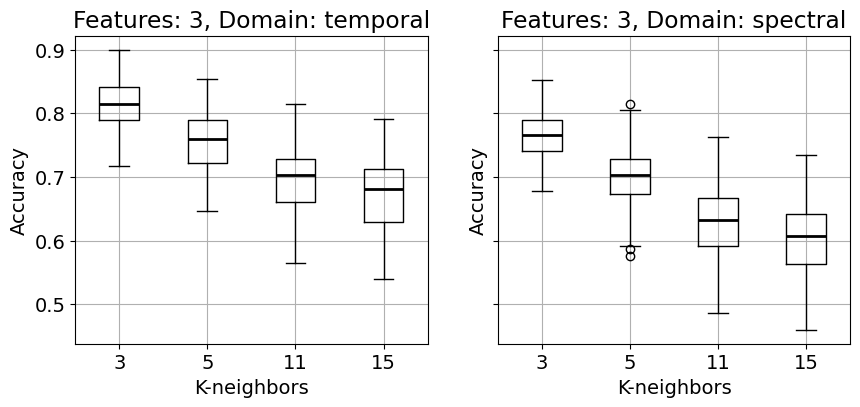 Features: 3, Domain: temporal
0.9
0.8
0.7
0.6
0.5
Accuracy
3 5 11 15
K-neighbors
Features: 3, Domain: spectral
Accuracy
3 5 11 15
K-neighbors